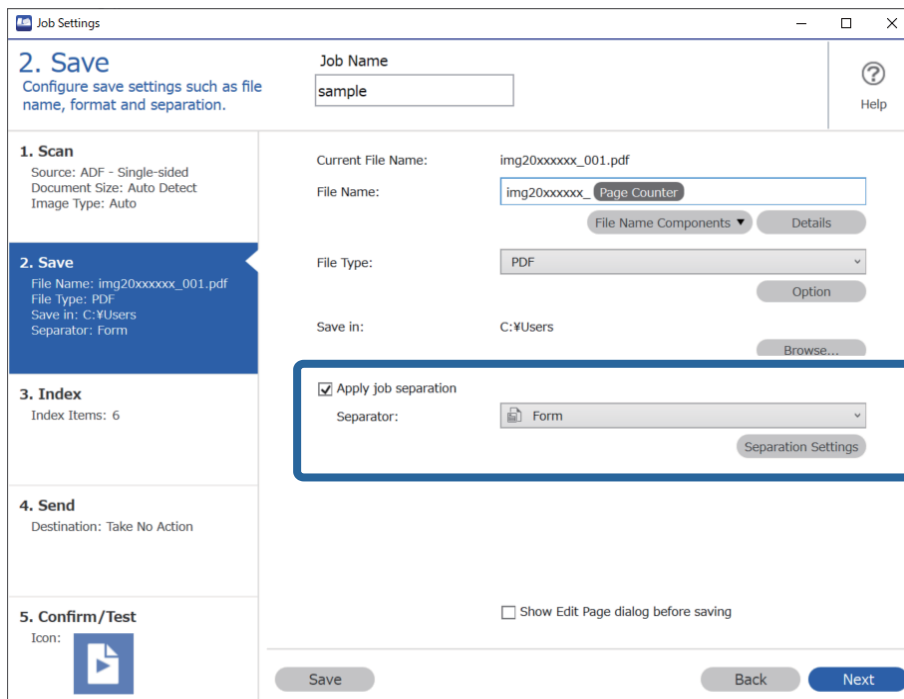 Job Settings
2. Save
Configure save settings such as file
name, format and separation.
Job Name
sample
Help
1. Scan
Source: ADF - Single-sided
Document Size: Auto Detect
Image Type: Auto
2. Save
File Name: img20xxxxxx_001.pdf
File Type: PDF
Save in: C:¥Users
Separator: Form
3. Index
Index Items: 6
4. Send
Destination: Take No Action
5. Confirm/Test
Icon:
Current File Name: img20xxxxxx_001.pdf
File Name: img20xxxxxx_ Page Counter
File Name Components ▼ Details
File Type: PDF
Option
Save in: C:¥Users
Browse...
Apply job separation
Separator: Form
Separation Settings
Show Edit Page dialog before saving
Save Back Next